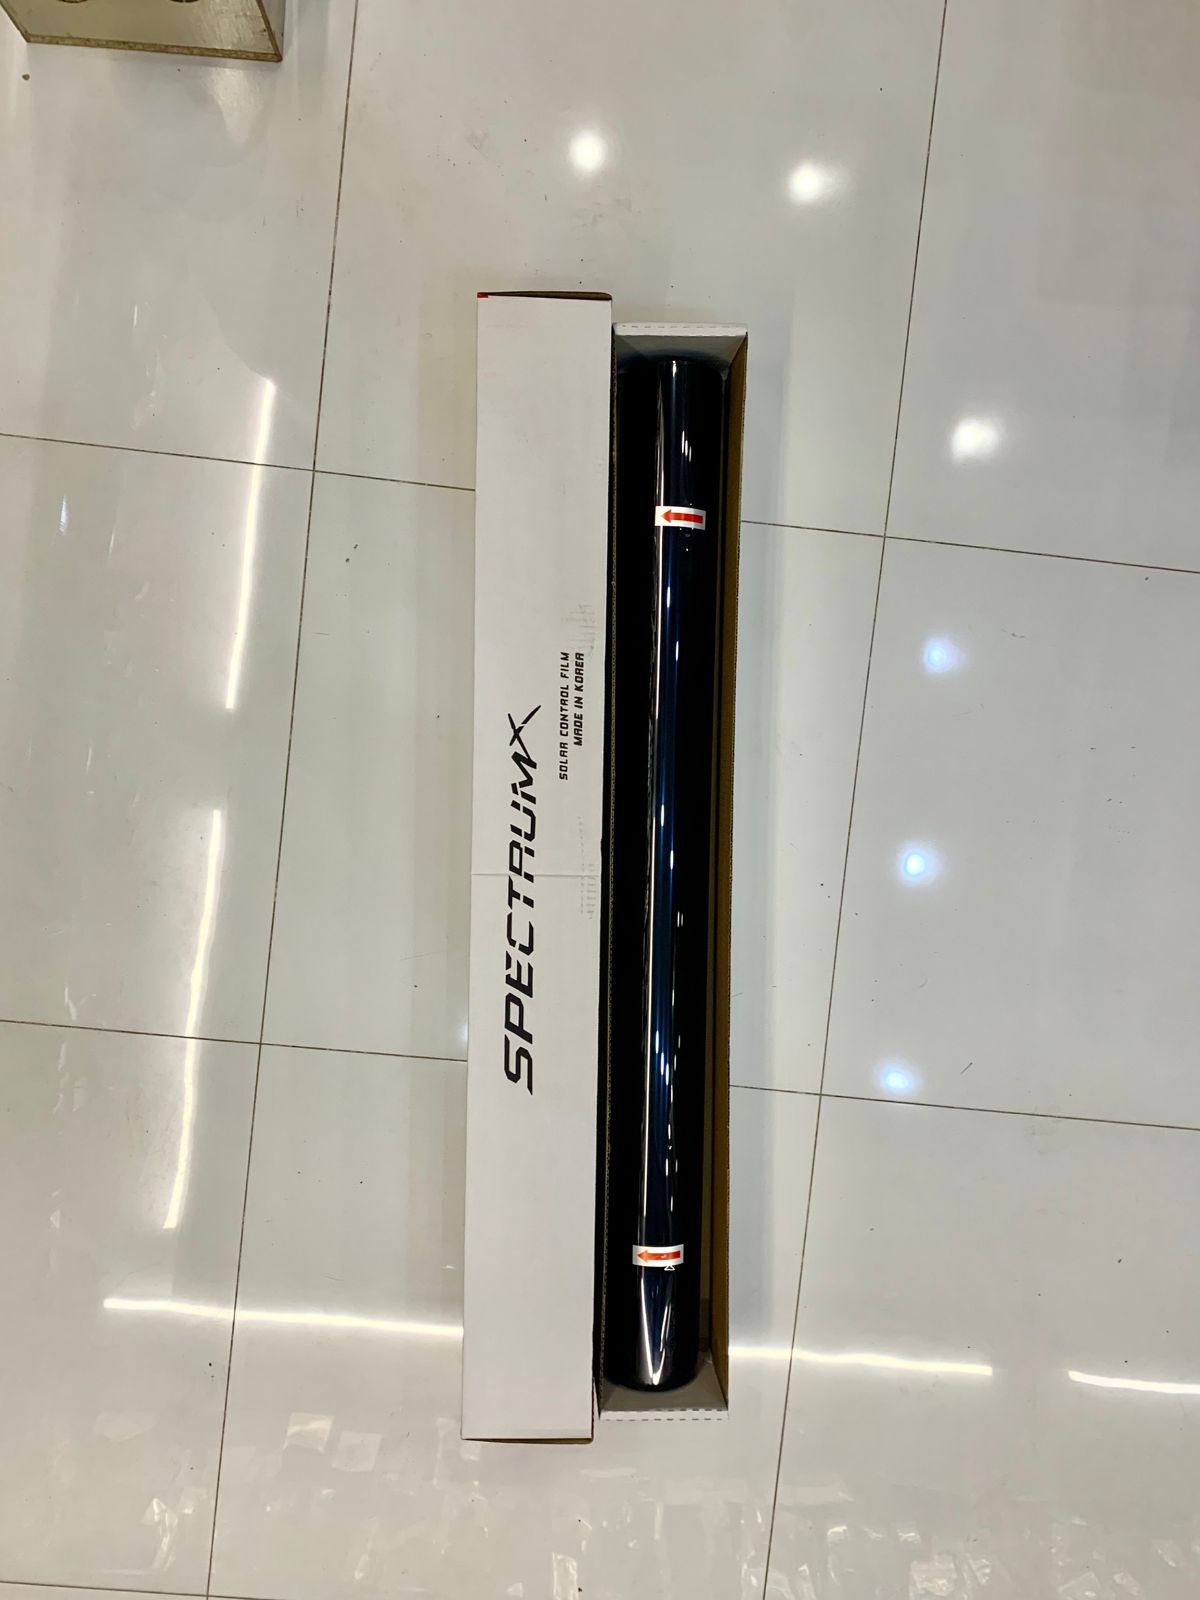 SPECTRUMX
SOLAR CONTROL FILM
MADE IN KOREA